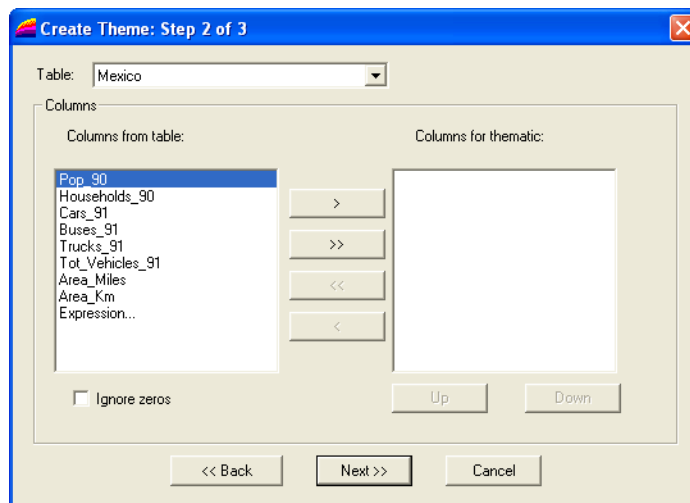 Create Theme: Step 2 of 3
Table: Mexico
Columns
Columns from table:
Columns for thematic:
Pop_90
Households_90
Cars_91
Buses_91
Trucks_91
Tot_Vehicles_91
Area_Miles
Area_Km
Expression...
>
>>
<<
<
Ignore zeros
Up
Down
<< Back
Next >>
Cancel